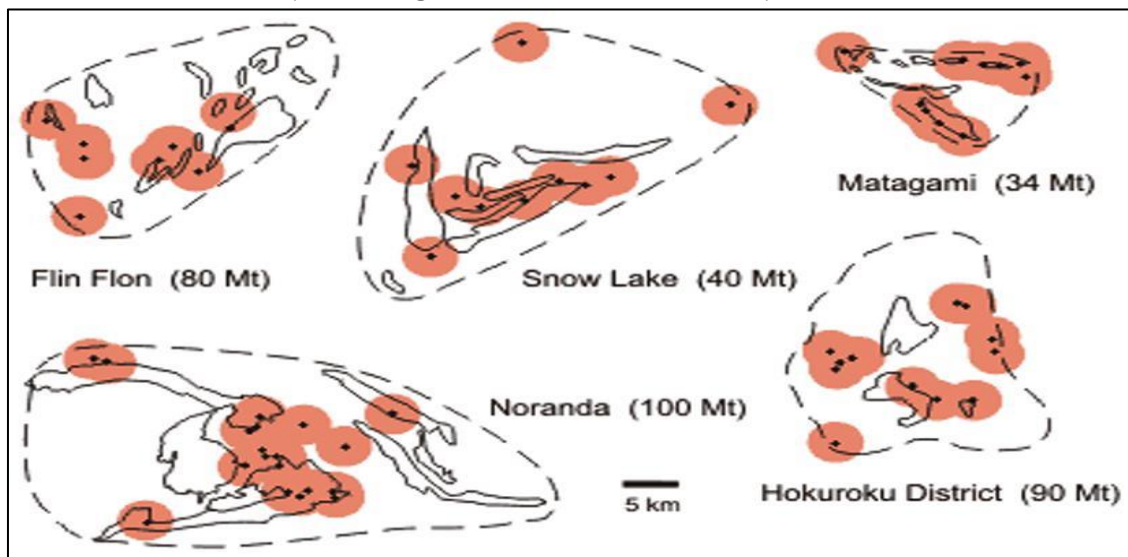 Matagami (34 Mt)
Flin Flon (80 Mt)
Snow Lake (40 Mt)
Noranda (100 Mt)
5 km
Hokuroku District (90 Mt)